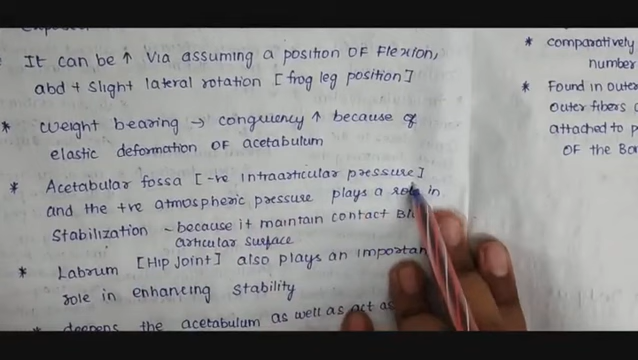 It can be ↑ via assuming a position OF Flexion,
abd + slight lateral rotation [frog leg position]
* weight bearing → congruency ↑ because of
elastic deformation OF acetabulum
* Acetabular fossa [-ve intraarticular pressure]
and the +ve atmospheric pressure plays a role in
Stabilization - because it maintain contact
articular surface
* Labrum [Hip Joint] also plays an important
role in enhancing stability
* deepens the acetabulum as well as act as
* comparatively
number
* Found in outer
outer fibers
attached to
OF the